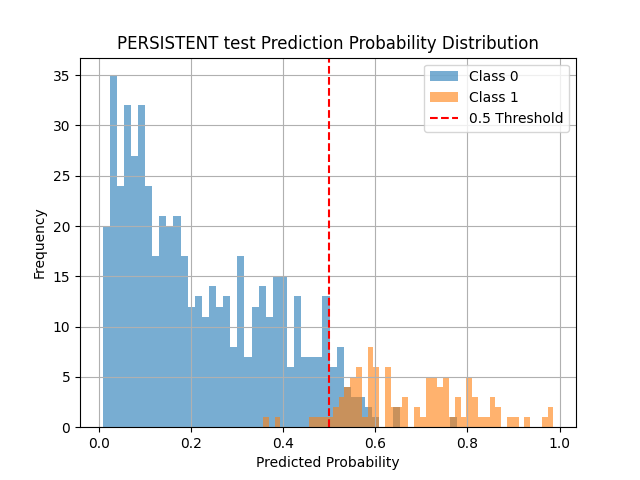 PERSISTENT test Prediction Probability Distribution
Class 0
Class 1
0.5 Threshold
Frequency
35
30
25
20
15
10
5
0
0.0 0.2 0.4 0.6 0.8 1.0
Predicted Probability